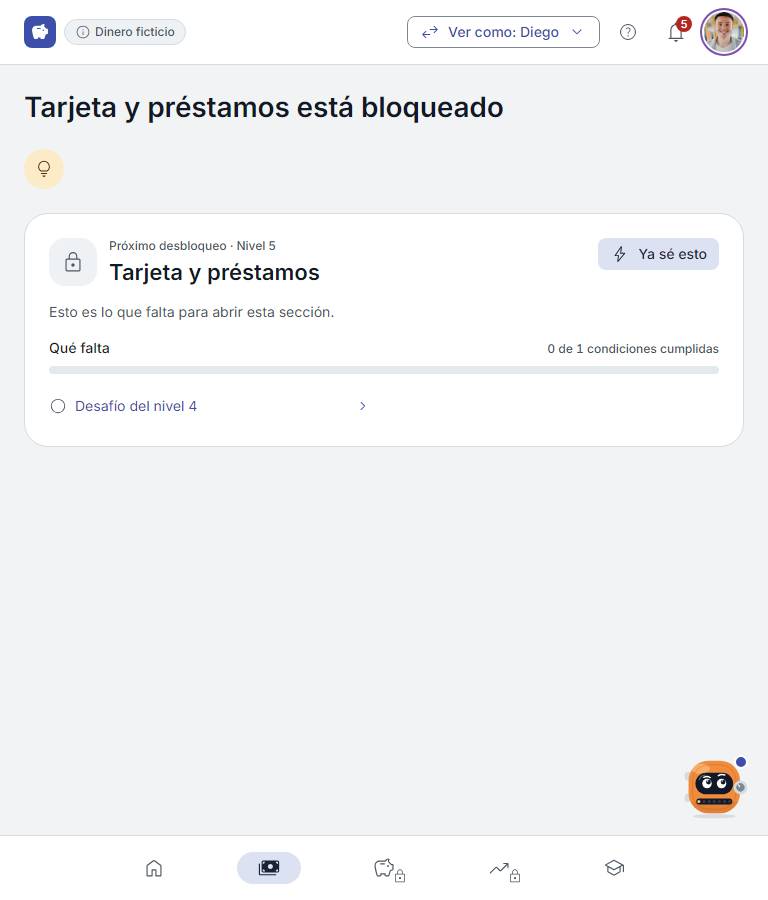 Dinero ficticio
Ver como: Diego
5
Tarjeta y préstamos está bloqueado
Próximo desbloqueo · Nivel 5
Tarjeta y préstamos
Ya sé esto
Esto es lo que falta para abrir esta sección.
Qué falta
0 de 1 condiciones cumplidas
Desafío del nivel 4